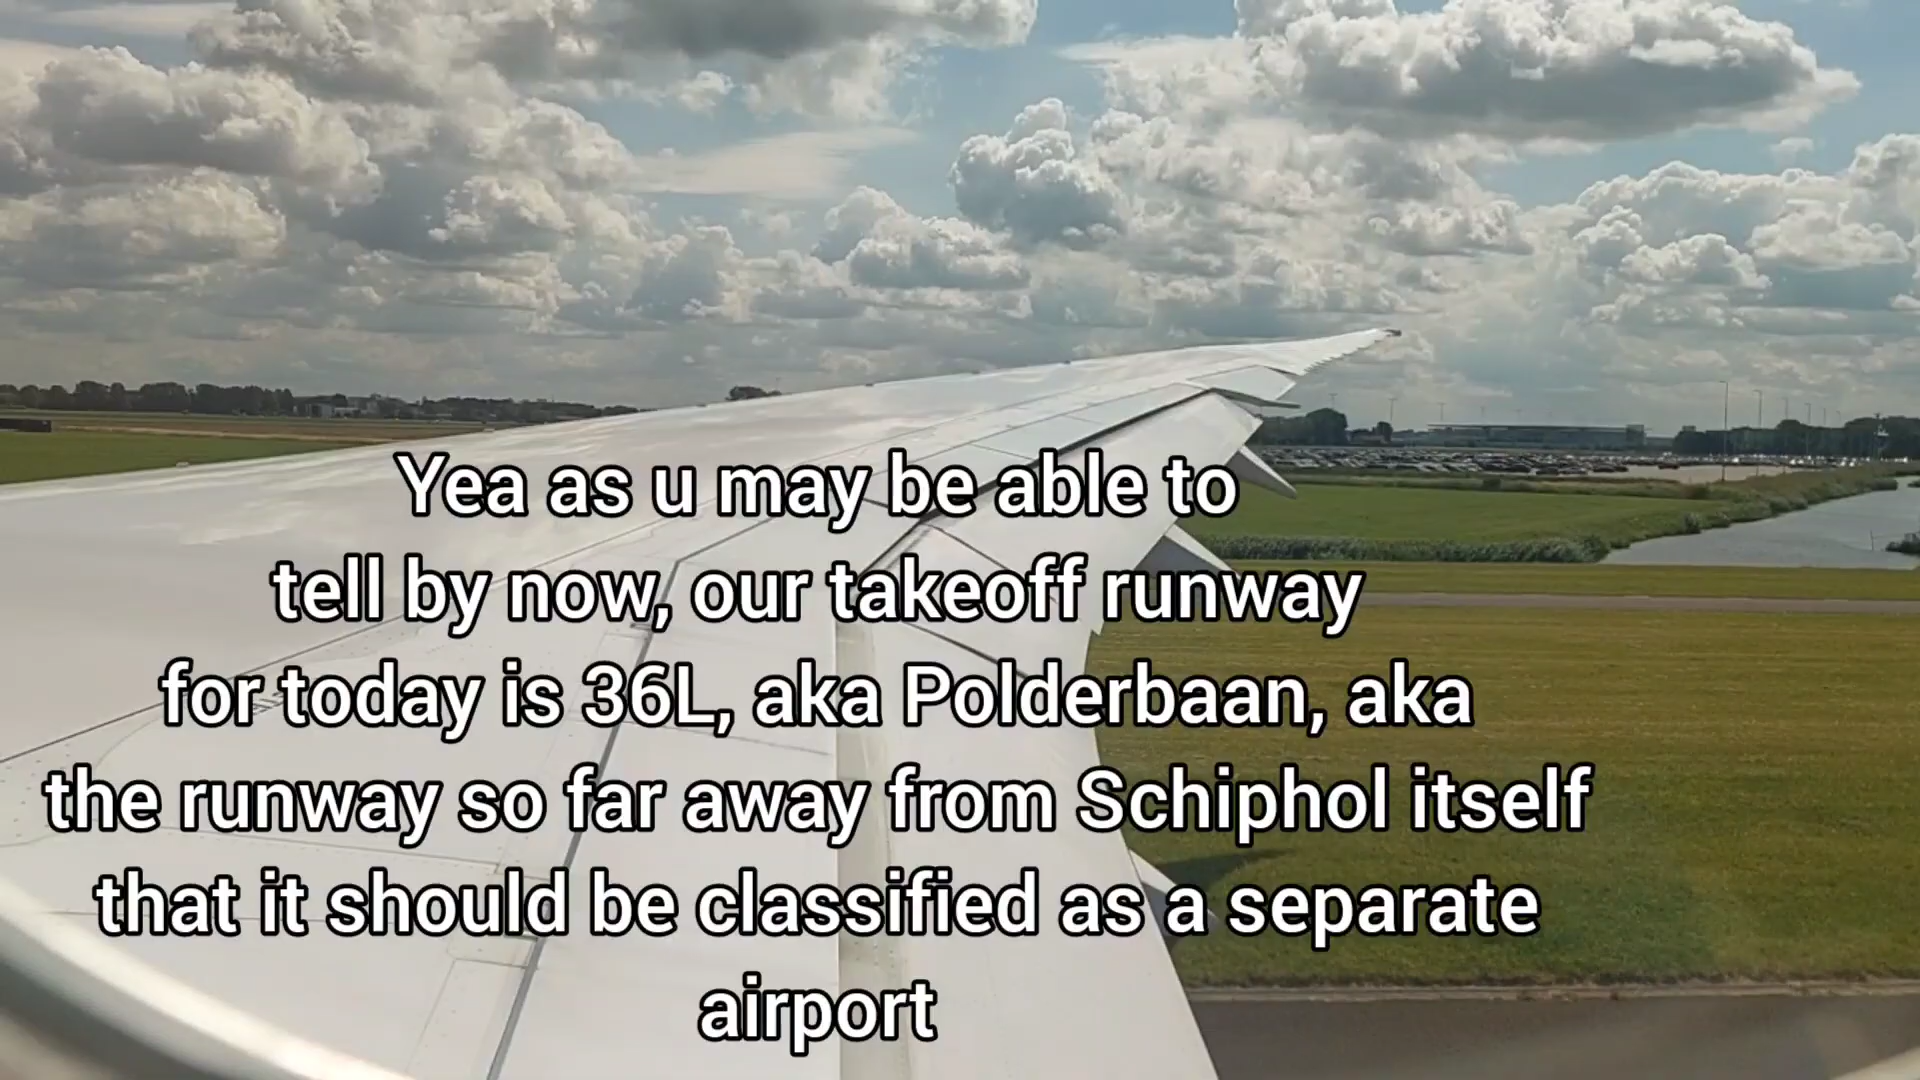 Yea as u may be able to
tell by now, our takeoff runway
for today is 36L, aka Polderbaan, aka
the runway so far away from Schiphol itself
that it should be classified as a separate
airport